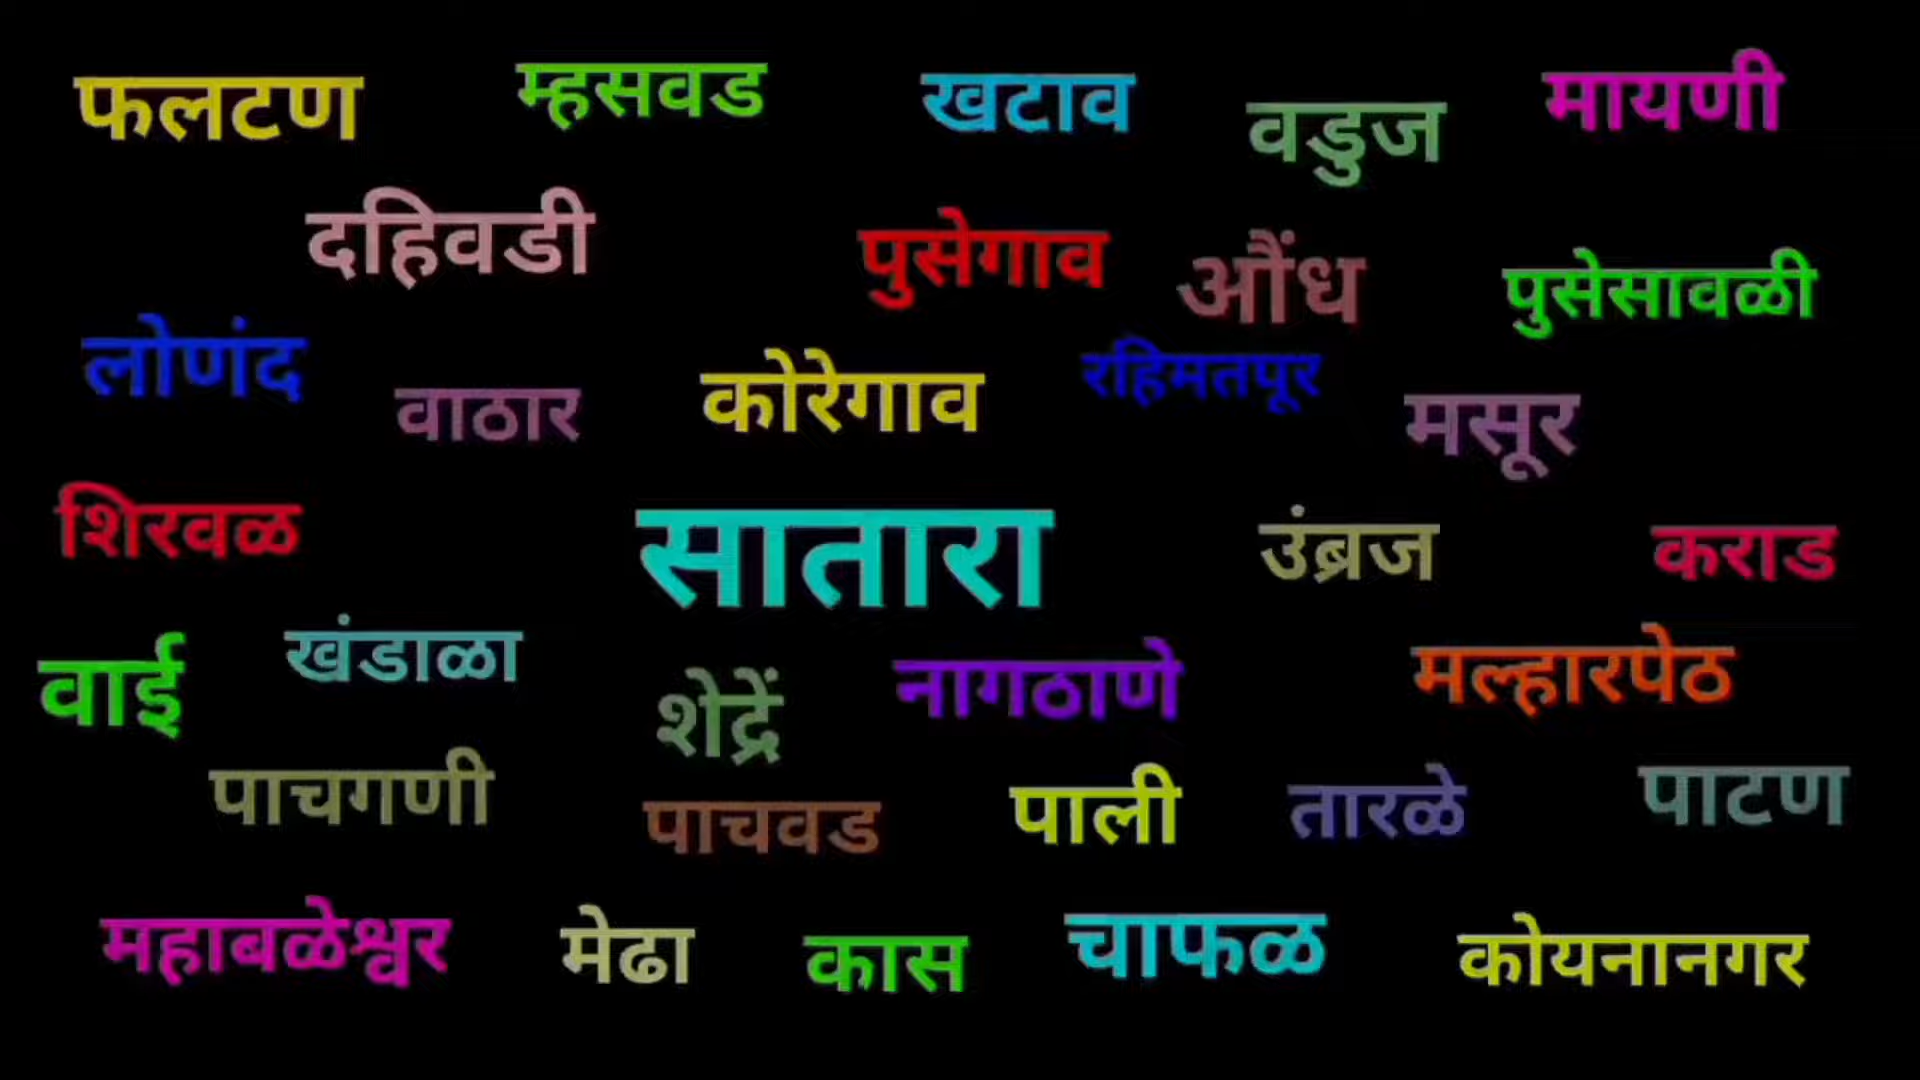 फलटण म्हसवड खटाव वडुज मायणी
दहिवडी पुसेगाव औंध पुसेसावळी
लोणंद वाठार कोरेगाव रहिमतपूर मसूर
शिरवळ सातारा उंब्रज कराड
वाई खंडाळा शेद्रें नागठाणे मल्हारपेठ
पाचगणी पाचवड पाली तारळे पाटण
महाबळेश्वर मेढा कास चाफळ कोयनानगर